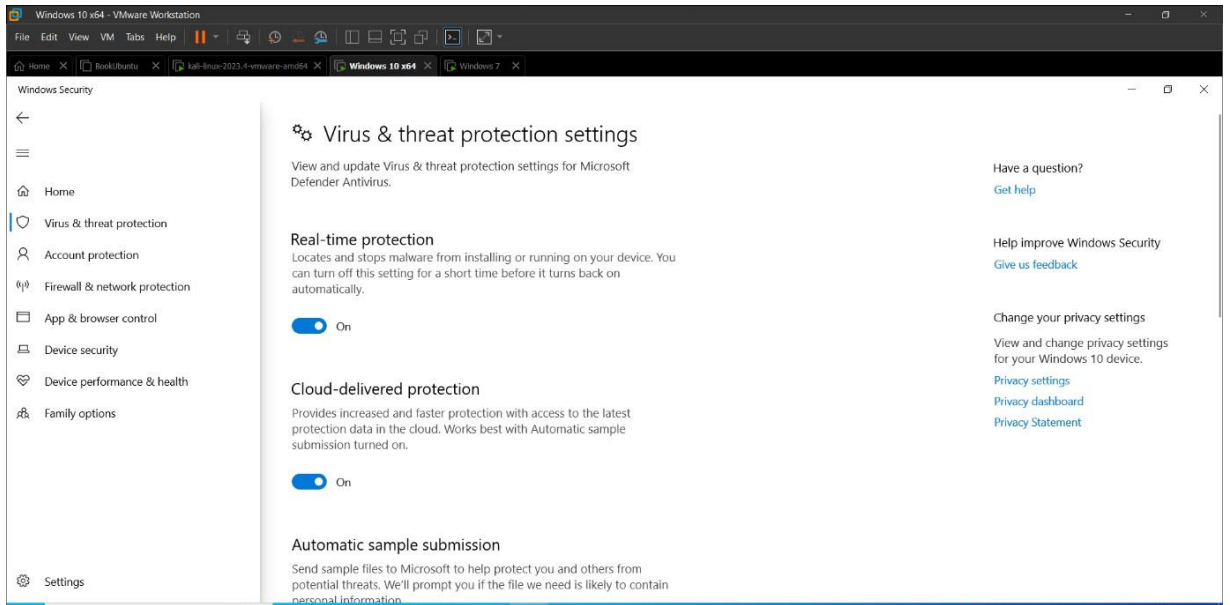 Windows 10 x64 - VMware Workstation
File Edit View VM Tabs Help
Home BookUbuntu kali-linux-2023.4-vmware-amd64 Windows 10 x64 Windows 7
Windows Security
Home
Virus & threat protection
Account protection
Firewall & network protection
App & browser control
Device security
Device performance & health
Family options
Settings
Virus & threat protection settings
View and update Virus & threat protection settings for Microsoft
Defender Antivirus.
Real-time protection
Locates and stops malware from installing or running on your device. You
can turn off this setting for a short time before it turns back on
automatically.
On
Cloud-delivered protection
Provides increased and faster protection with access to the latest
protection data in the cloud. Works best with Automatic sample
submission turned on.
On
Automatic sample submission
Send sample files to Microsoft to help protect you and others from
potential threats. We'll prompt you if the file we need is likely to contain
personal information
Have a question?
Get help
Help improve Windows Security
Give us feedback
Change your privacy settings
View and change privacy settings
for your Windows 10 device.
Privacy settings
Privacy dashboard
Privacy Statement